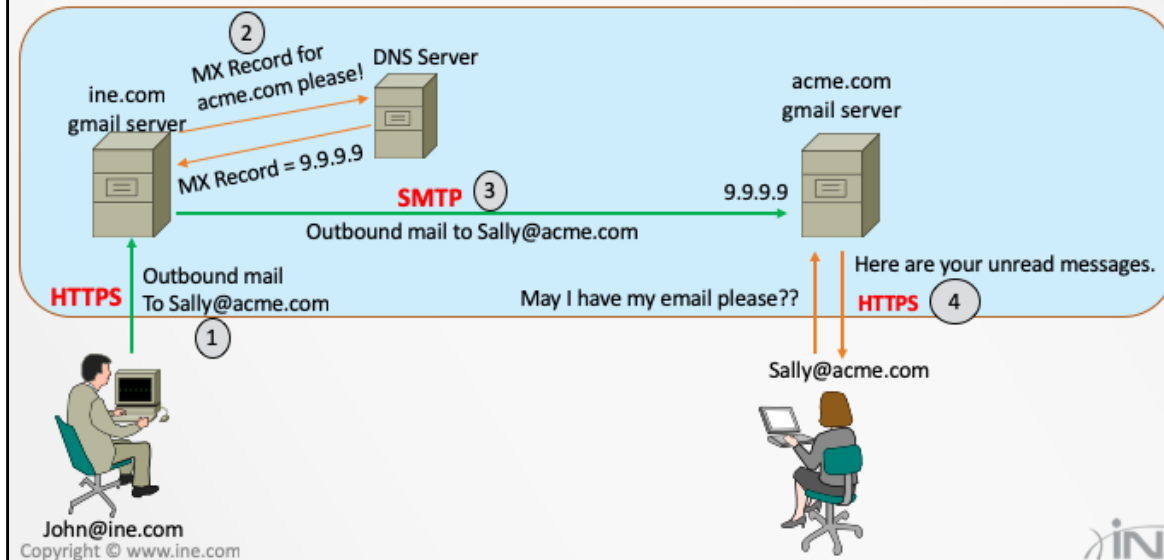 2
MX Record for
acme.com please!
DNS Server
ine.com
gmail server
MX Record = 9.9.9.9
acme.com
gmail server
SMTP 3
9.9.9.9
Outbound mail to Sally@acme.com
HTTPS
Outbound mail
To Sally@acme.com
1
May I have my email please??
Here are your unread messages.
HTTPS 4
Sally@acme.com
John@ine.com
Copyright © www.ine.com